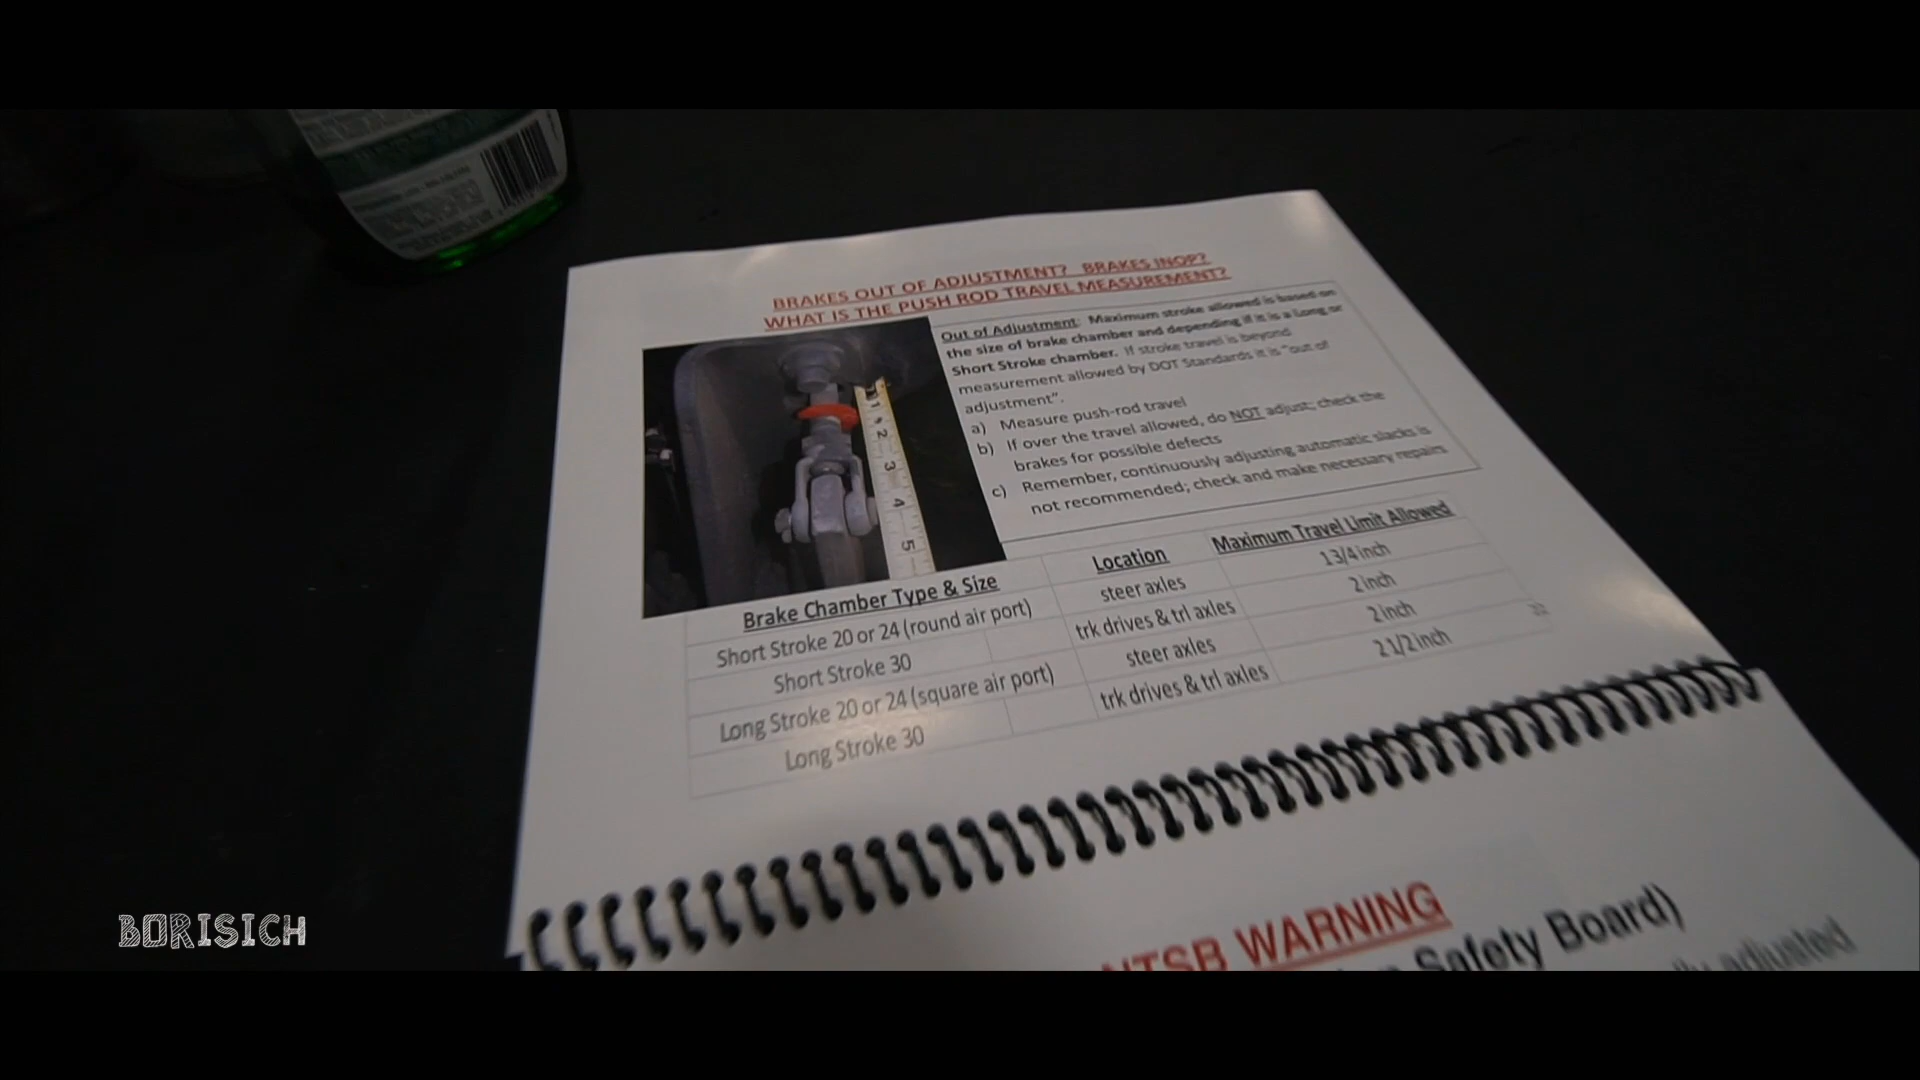 BRAKES OUT OF ADJUSTMENT? BRAKES INOP?
WHAT IS THE PUSH ROD TRAVEL MEASUREMENT?
Out of Adjustment: Maximum stroke allowed is based on
the size of brake chamber and depending if it is a Long or
Short Stroke chamber. If stroke travel is beyond
measurement allowed by DOT Standards it is "out of
adjustment".
a) Measure push-rod travel
b) If over the travel allowed, do NOT adjust; check the
brakes for possible defects
c) Remember, continuously adjusting automatic slacks is
not recommended; check and make necessary repairs
1
2
3
4
5
Brake Chamber Type & Size Location Maximum Travel Limit Allowed
Short Stroke 20 or 24 (round air port) steer axles 1 3/4 inch
Short Stroke 30 trk drives & trl axles 2 inch
Long Stroke 20 or 24 (square air port) steer axles 2 inch
Long Stroke 30 trk drives & trl axles 2 1/2 inch
NTSB WARNING
Safety Board)
adjusted
BORISICH